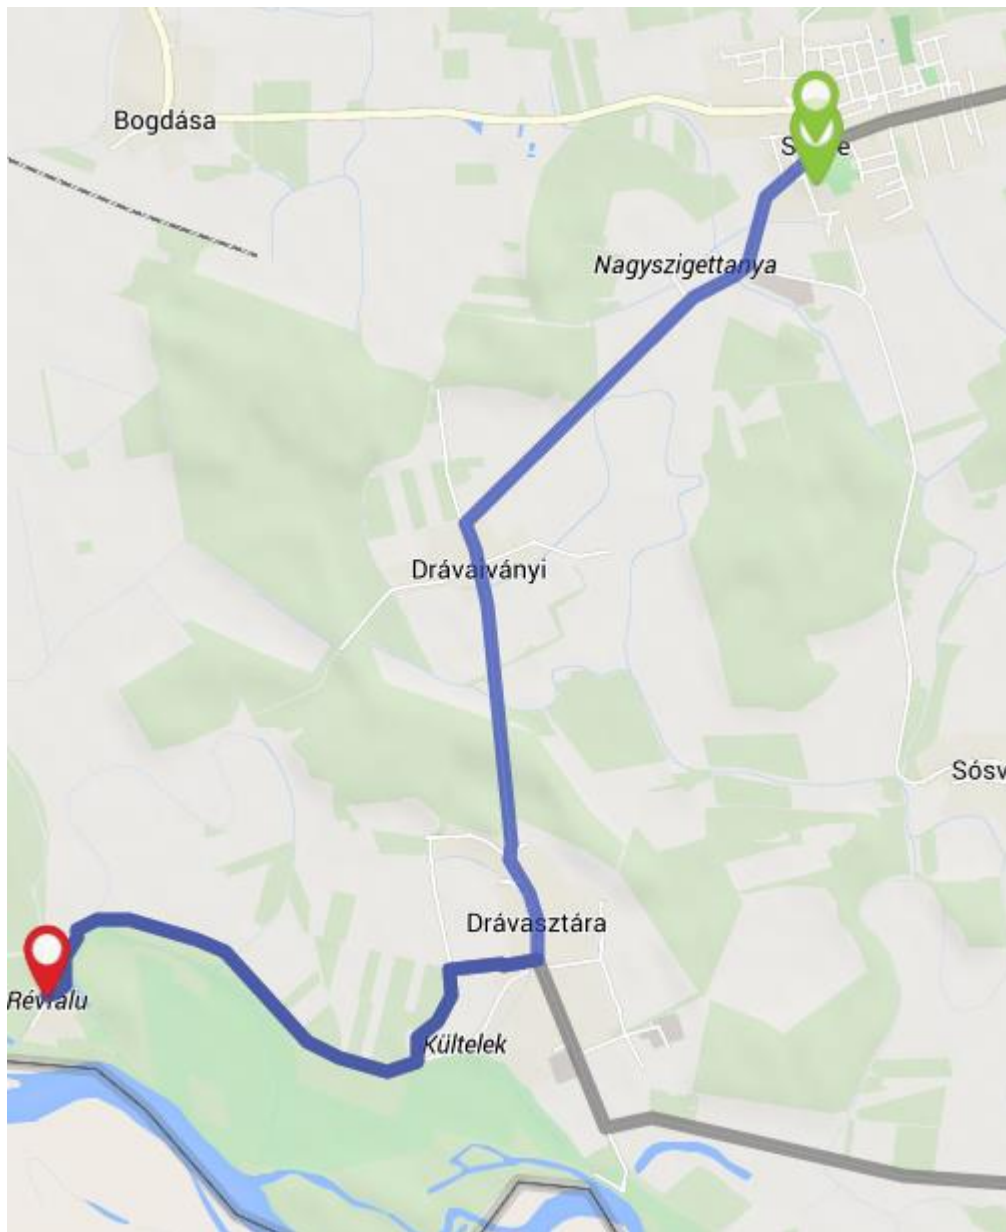 Bogdása
Nagyszigettanya
Drávaiványi
Sósv
Drávasztára
Révfalu
Kültelek